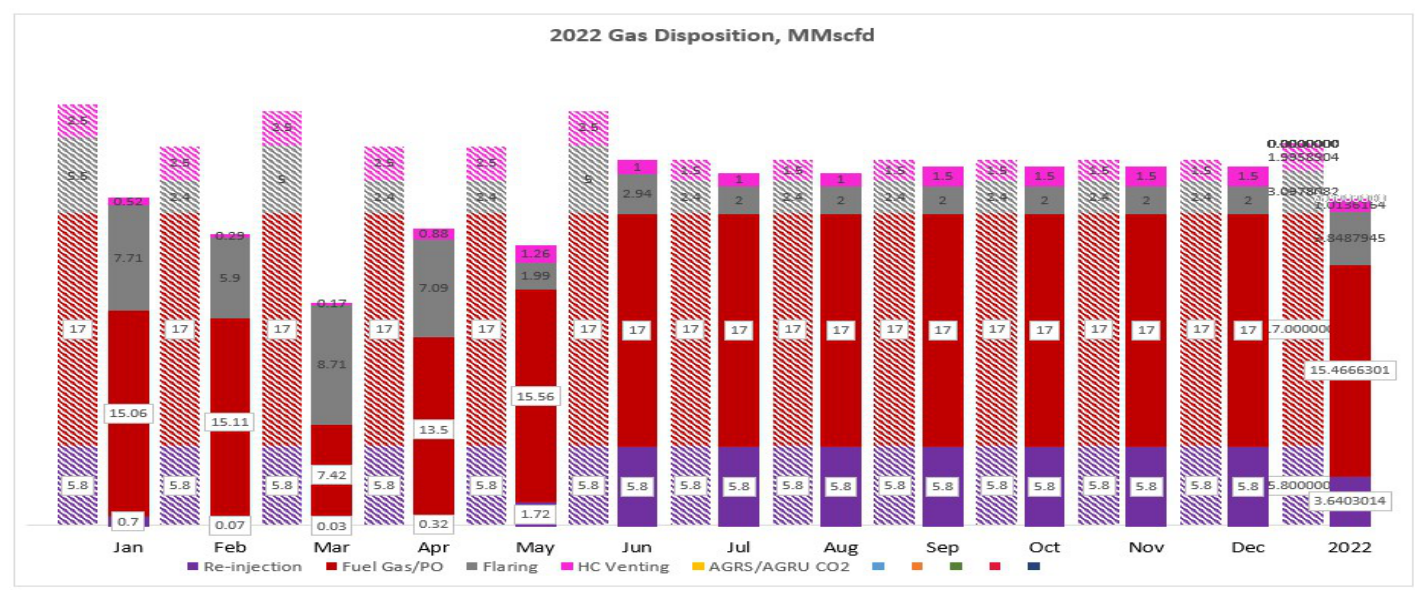 2022 Gas Disposition, MMscfd
2.5 2.5 2.5 2.5 2.5 2.5 1 1.5 1 1.5 1 1.5 1.5 1.5 1.5 1.5 1.5 1.5 1.5 1.9958904
5.5 0.52 2.4 0.29 5 0.17 2.4 0.88 2.4 1.26 5 2.94 2.4 2 2.4 2 2.4 2 2.4 2 2.4 2 2.4 2 3.0978082 1.0136164
7.71 5.9 8.71 7.09 1.99 2.8487945
17 17 17 17 17 17 17 17 17 17 17 17 17 17 17 17 17 17 17 17.000000
15.06 15.11 7.42 13.5 15.56 15.4666301
5.8 5.8 5.8 5.8 5.8 5.8 5.8 5.8 5.8 5.8 5.8 5.8 5.8 5.8 5.8 5.8 5.8 5.8 5.8 5.800000 3.6403014
0.7 0.07 0.03 0.32 1.72
Jan Feb Mar Apr May Jun Jul Aug Sep Oct Nov Dec 2022
Re-injection Fuel Gas/PO Flaring HC Venting AGRS/AGRU CO2